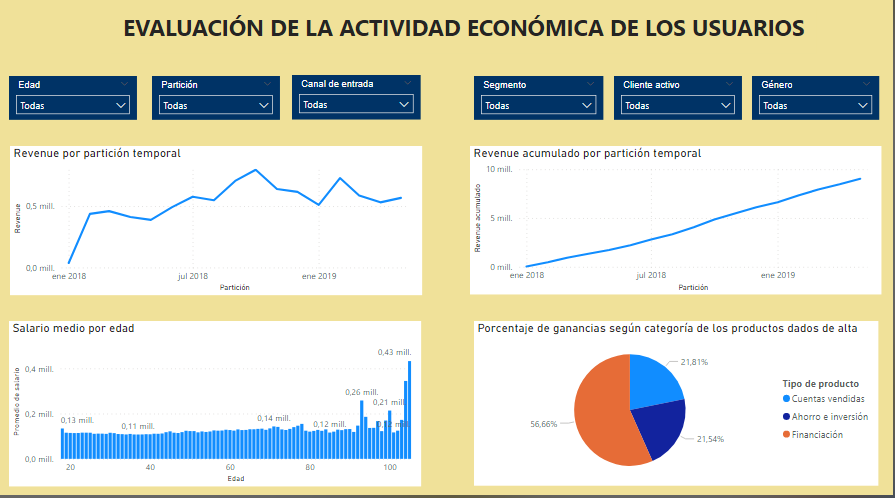 EVALUACIÓN DE LA ACTIVIDAD ECONÓMICA DE LOS USUARIOS
Edad
Todas
Partición
Todas
Canal de entrada
Todas
Segmento
Todas
Cliente activo
Todas
Género
Todas
Revenue por partición temporal
Revenue
0,5 mill.
0,0 mill.
ene 2018
jul 2018
ene 2019
Partición
Revenue acumulado por partición temporal
Revenue acumulado
10 mill.
5 mill.
0 mill.
ene 2018
jul 2018
ene 2019
Partición
Salario medio por edad
Promedio de salario
0,4 mill.
0,2 mill.
0,0 mill.
0,13 mill.
0,11 mill.
0,14 mill.
0,12 mill.
0,26 mill.
0,21 mill.
0,43 mill.
20
40
60
80
100
Edad
Porcentaje de ganancias según categoría de los productos dados de alta
21,81%
21,54%
56,66%
Tipo de producto
Cuentas vendidas
Ahorro e inversión
Financiación